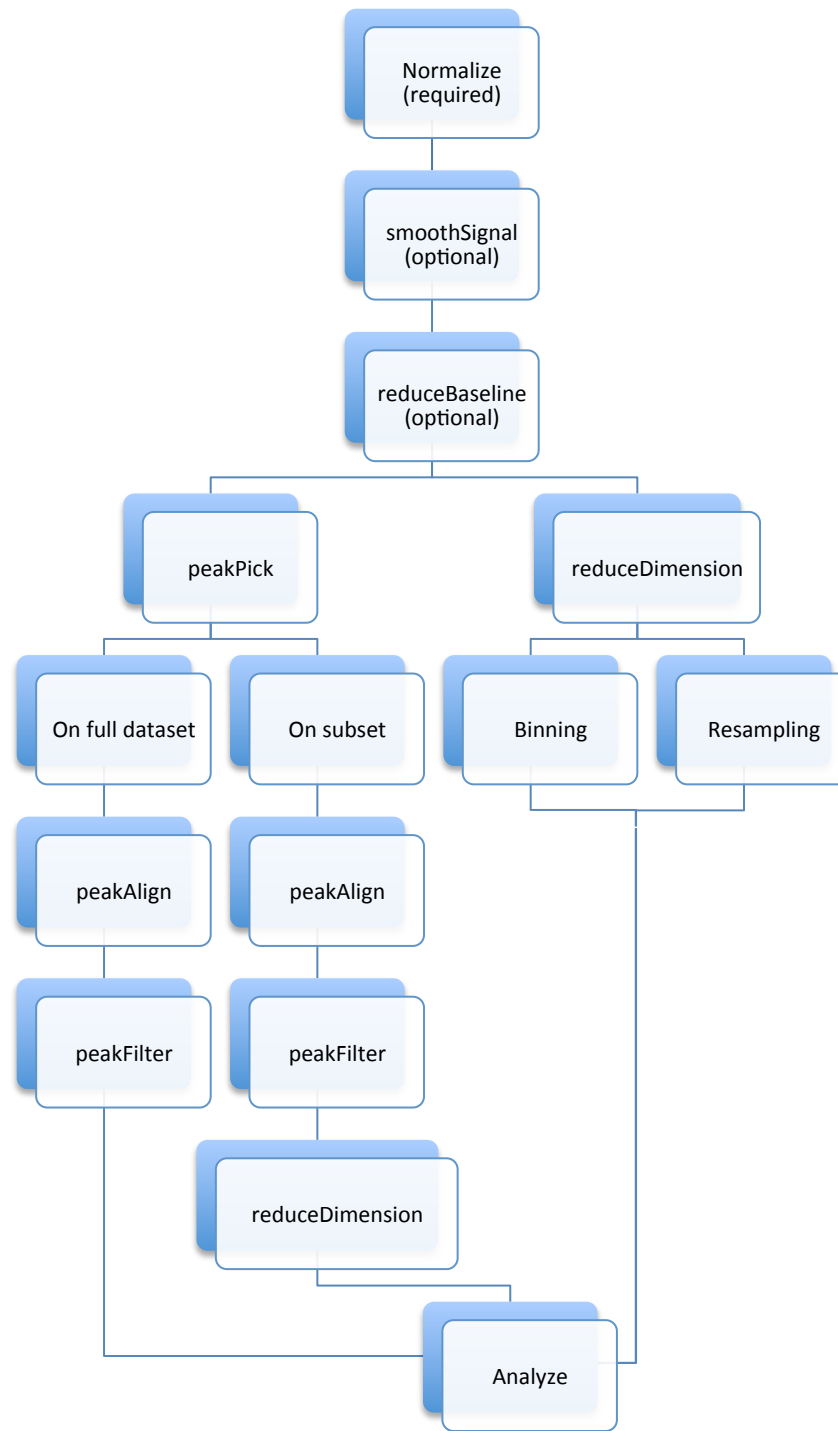 Normalize
(required)
smoothSignal
(optional)
reduceBaseline
(optional)
peakPick
reduceDimension
On full dataset
On subset
Binning
Resampling
peakAlign
peakAlign
peakFilter
peakFilter
reduceDimension
Analyze